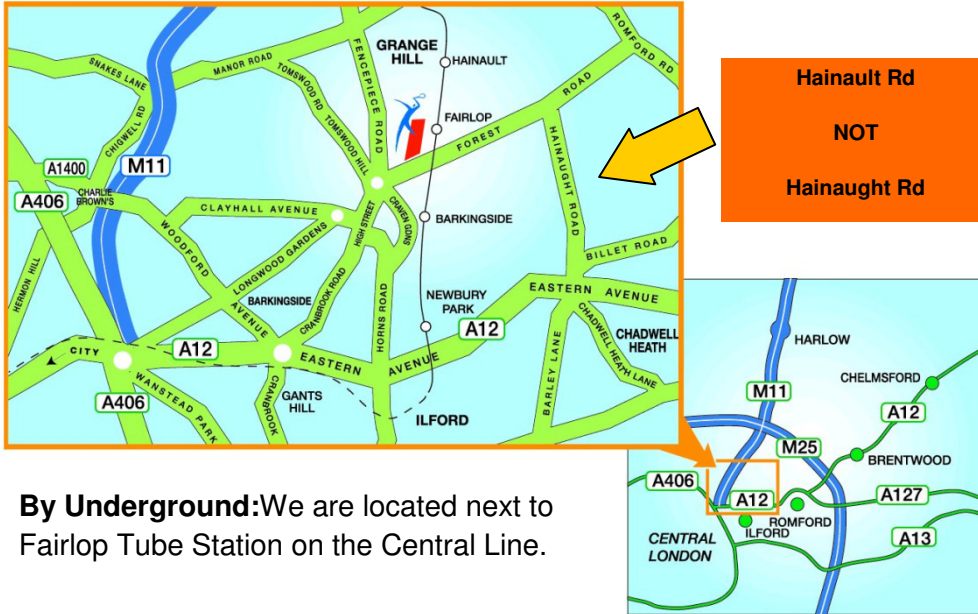 GRANGE
HILL
HAINAULT
FAIRLOP
BARKINGSIDE
NEWBURY
PARK
ROMFORD RD
SNAKES LANE
MANOR ROAD
TOMSWOOD RD
TOMSWOOD HILL
FENCEPIECE ROAD
FOREST ROAD
HAINAUGHT ROAD
CHIGWELL RD
A1400
M11
A406
CHARLIE
BROWN'S
CLAYHALL AVENUE
WOODFORD AVENUE
LONGWOOD GARDENS
HIGH STREET
CRAVEN GDNS
CRANBROOK ROAD
BARKINGSIDE
HORNS ROAD
HERMON HILL
BILLET ROAD
EASTERN AVENUE
A12
CHADWELL
HEATH
CHADWELL HEATH LANE
BARLEY LANE
CITY
A12
EASTERN AVENUE
A406
WANSTEAD PARK
CRANBROOK
GANTS
HILL
ILFORD
Hainault Rd
NOT
Hainaught Rd
HARLOW
M11
CHELMSFORD
A12
M25
BRENTWOOD
A406
A12
A127
ROMFORD
ILFORD
CENTRAL
LONDON
A13
By Underground:We are located next to
Fairlop Tube Station on the Central Line.